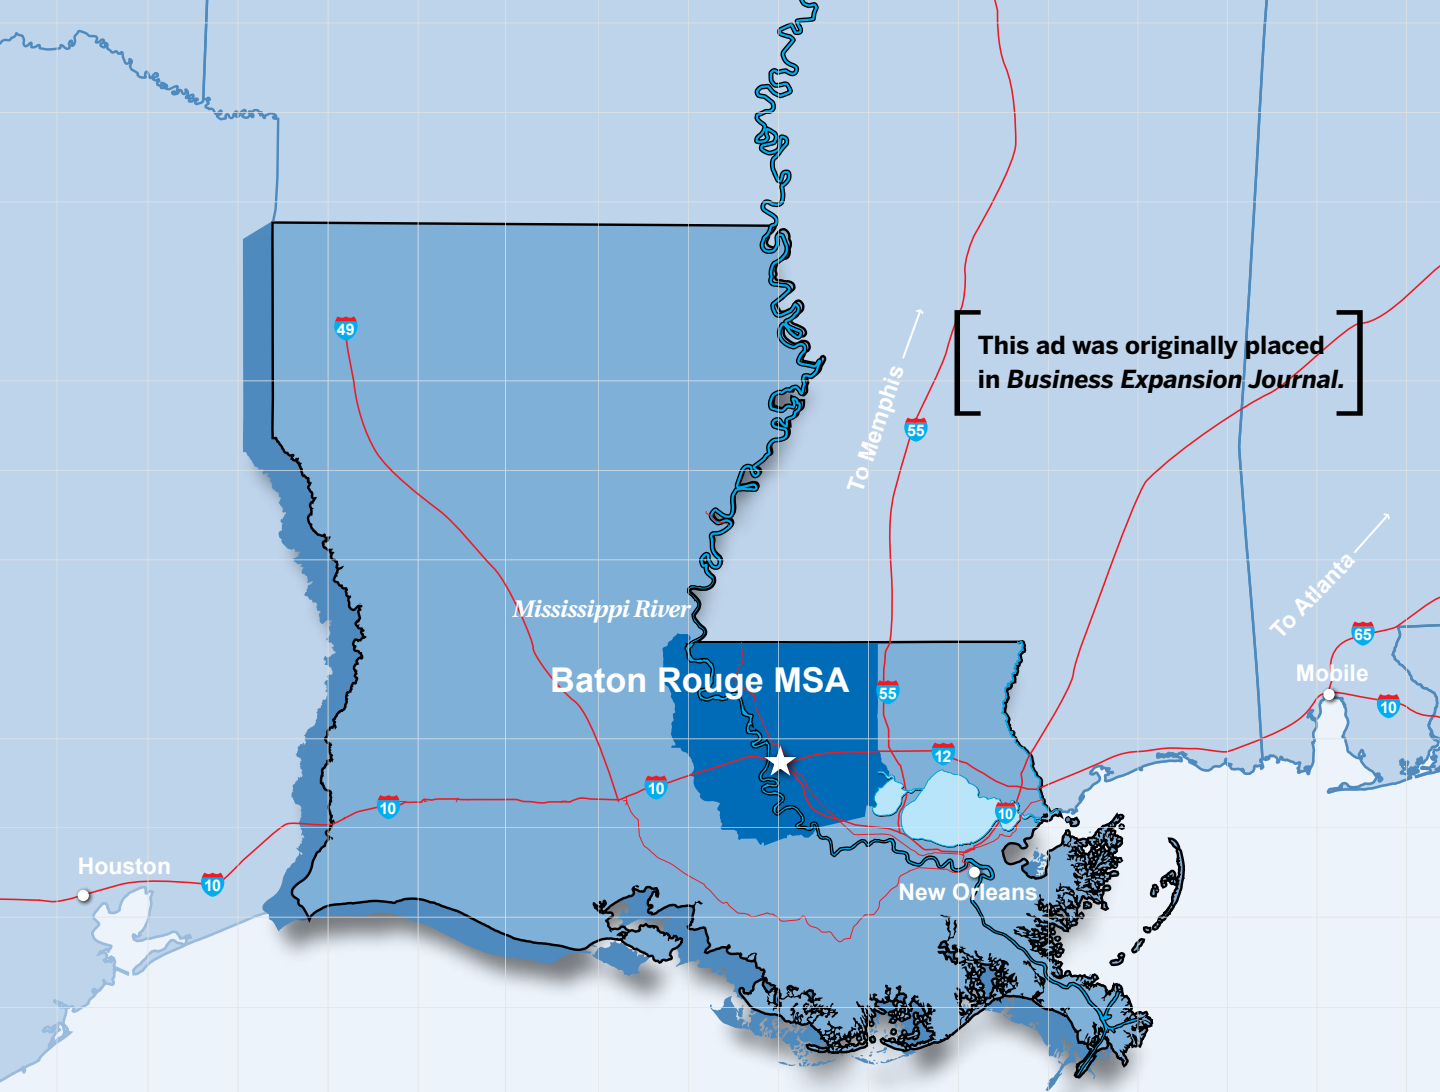 49
This ad was originally placed
in Business Expansion Journal.
To Memphis
55
To Atlanta
Mississippi River
65
Mobile
Baton Rouge MSA
55
10
12
10
10
10
Houston
10
New Orleans